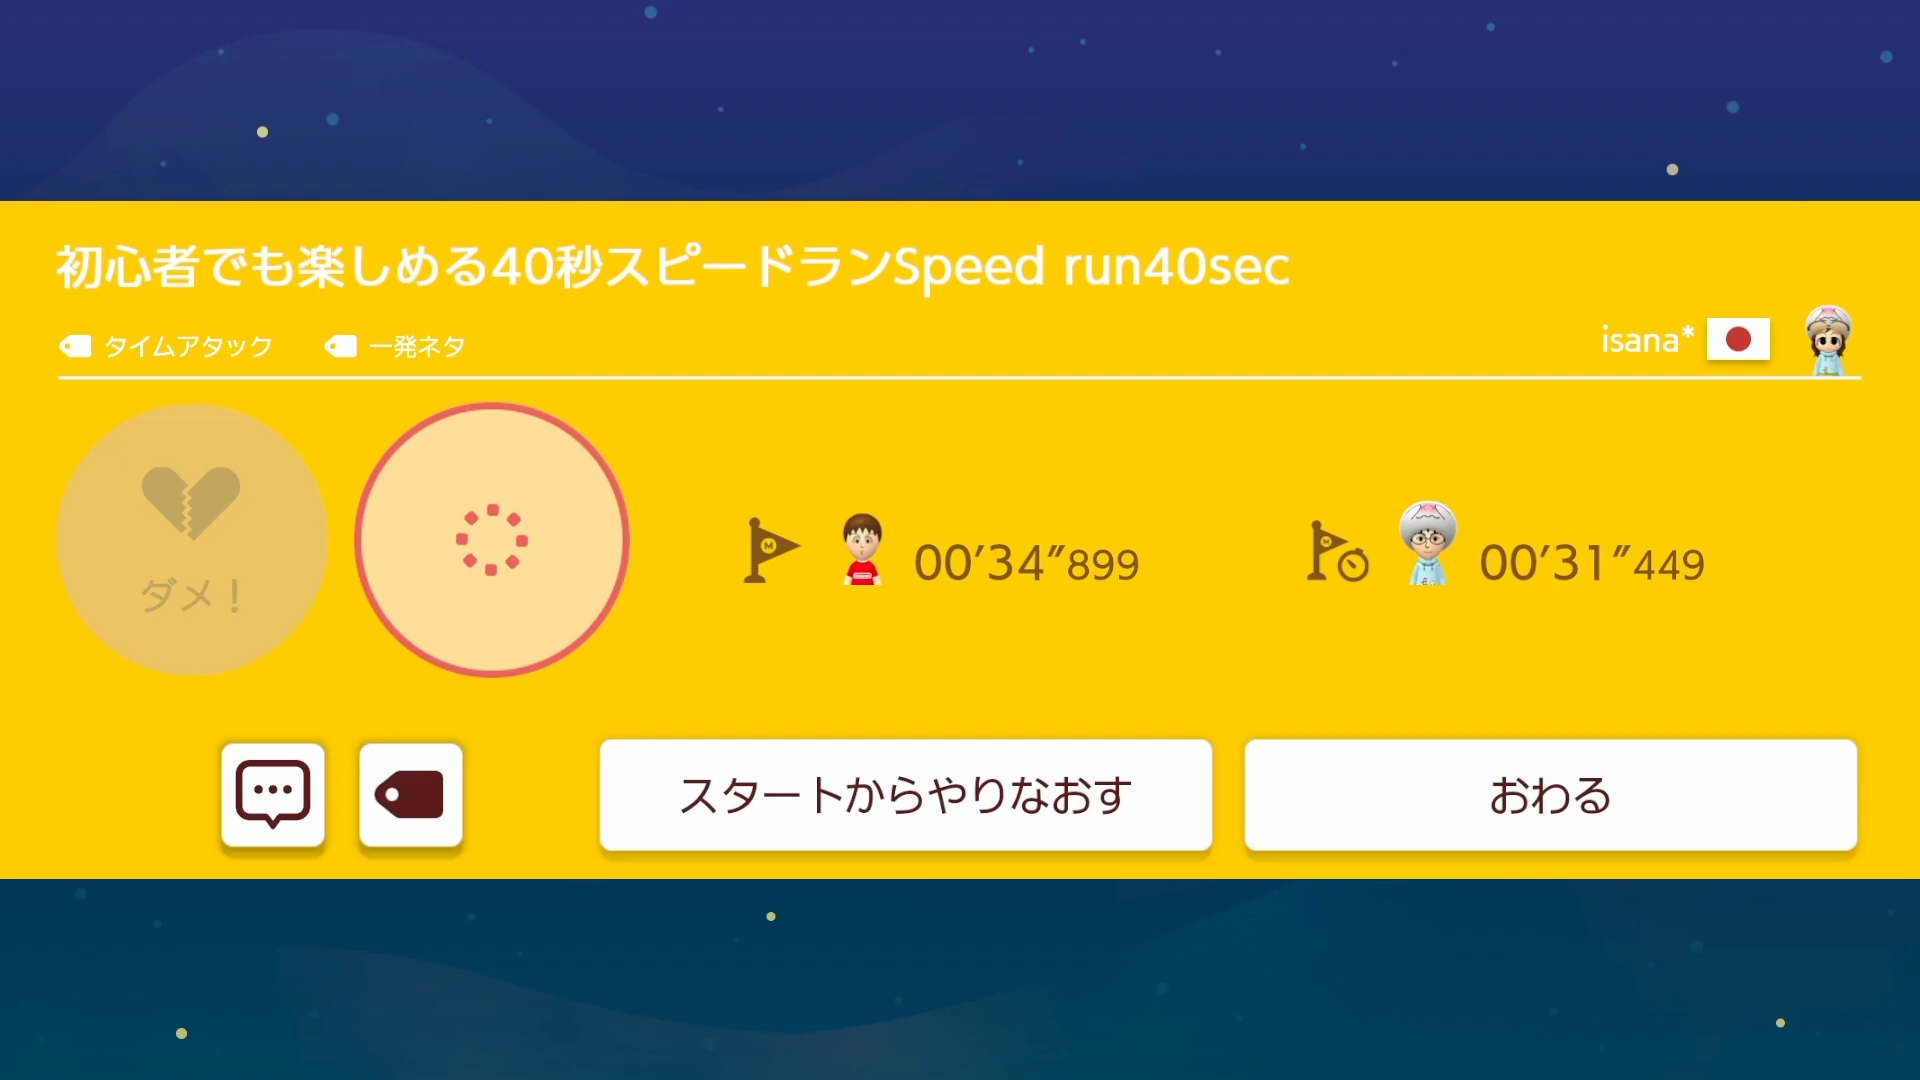 初心者でも楽しめる40秒スピードランSpeed run40sec
タイムアタック 一発ネタ
isana*
ダメ！
M 00′34″899
M 00′31″449
スタートからやりなおす
おわる